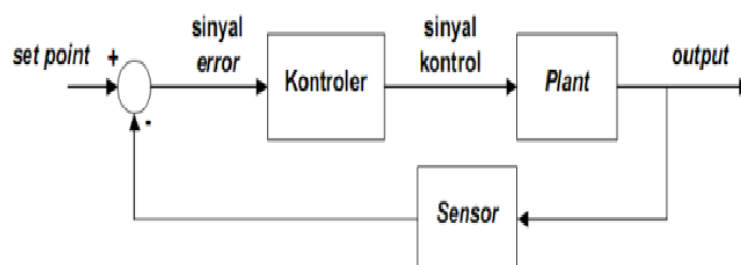 set point
+
-
sinyal
error
Kontroler
sinyal
kontrol
Plant
output
Sensor